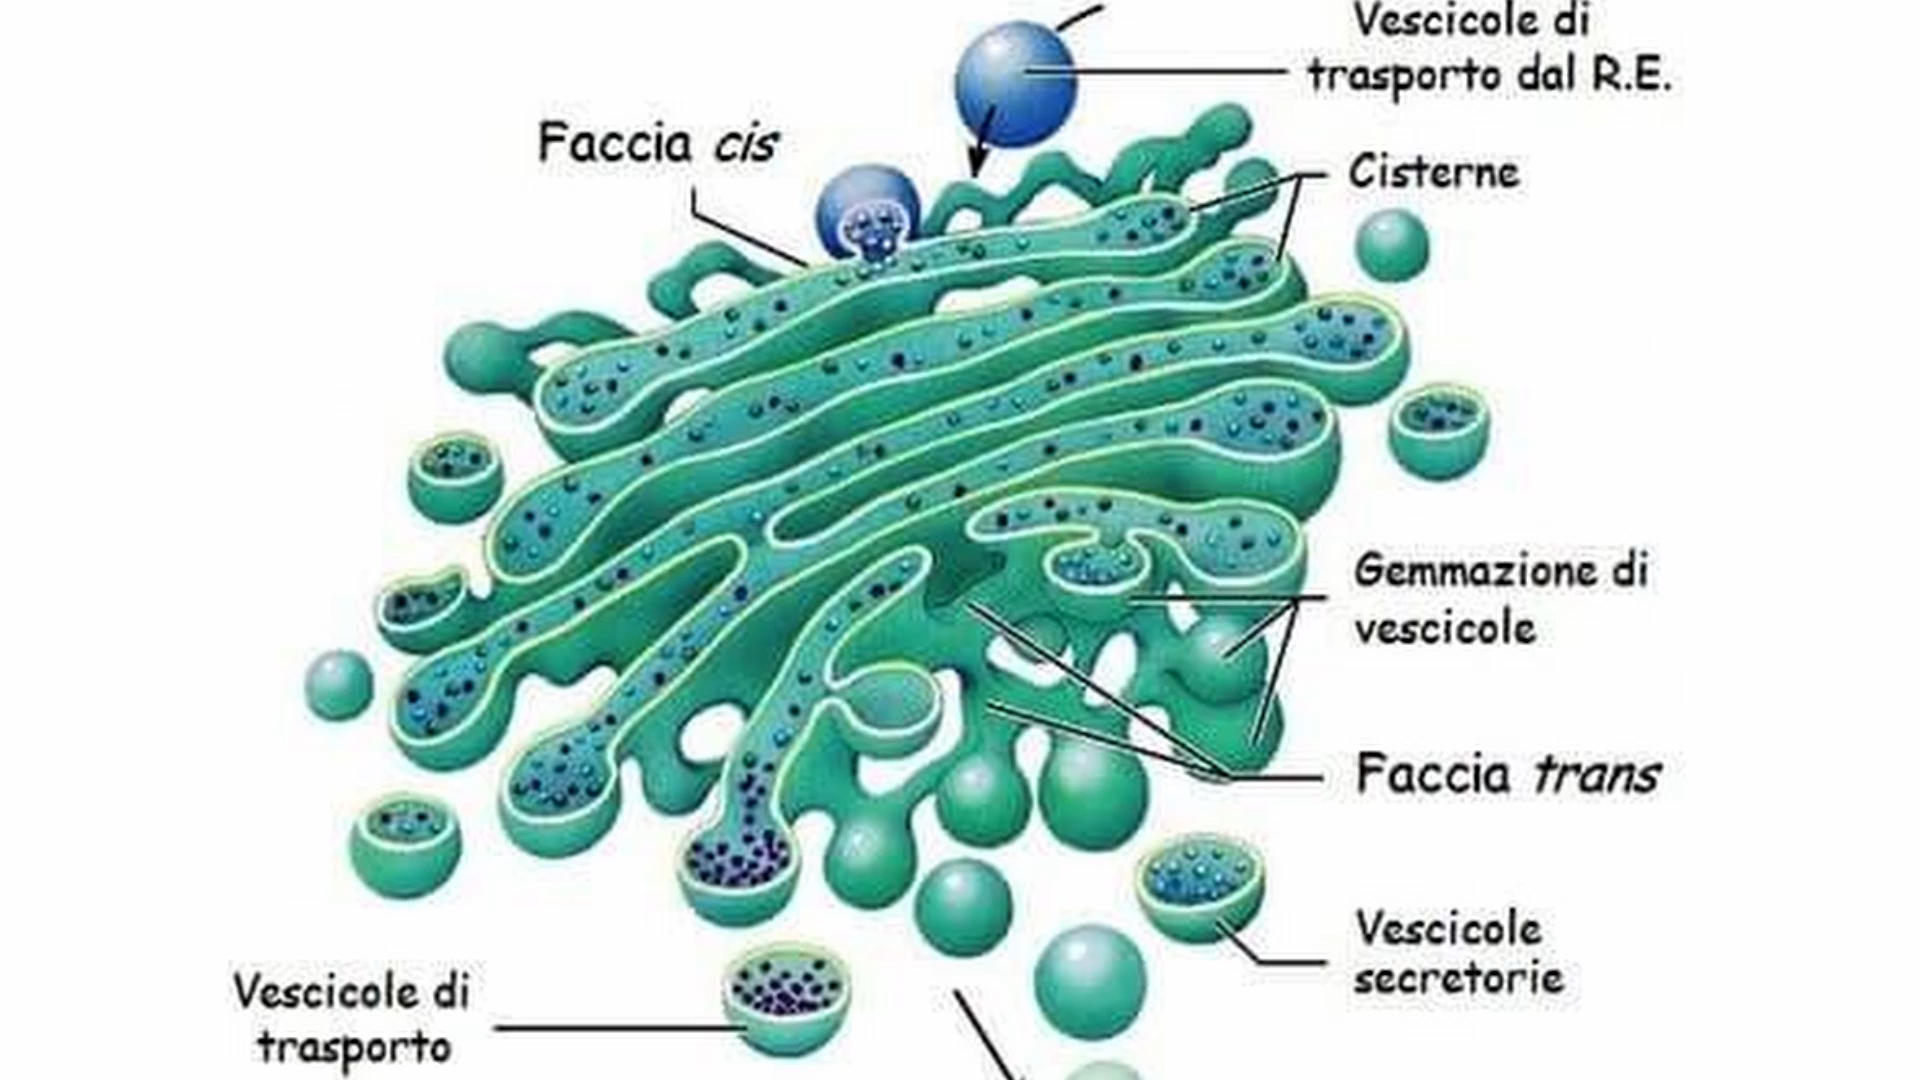 Vescicole di
trasporto dal R.E.
Faccia cis
Cisterne
Gemmazione di
vescicole
Faccia trans
Vescicole
secretorie
Vescicole di
trasporto